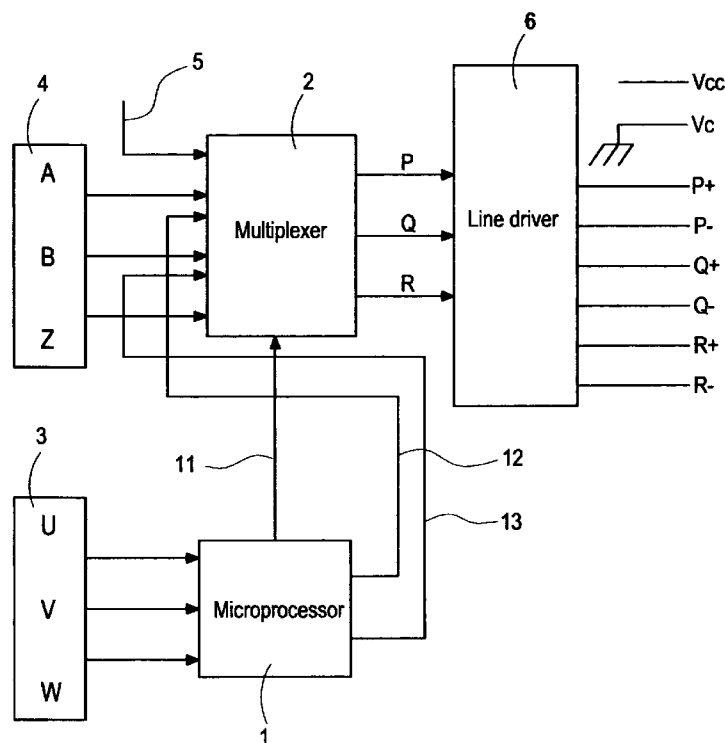 5
6
4
2
Vcc
Vc
A
P
P+
B
Multiplexer
Q
Line driver
P-
Q+
Z
R
Q-
R+
R-
3
11
12
13
U
V
Microprocessor
W
1